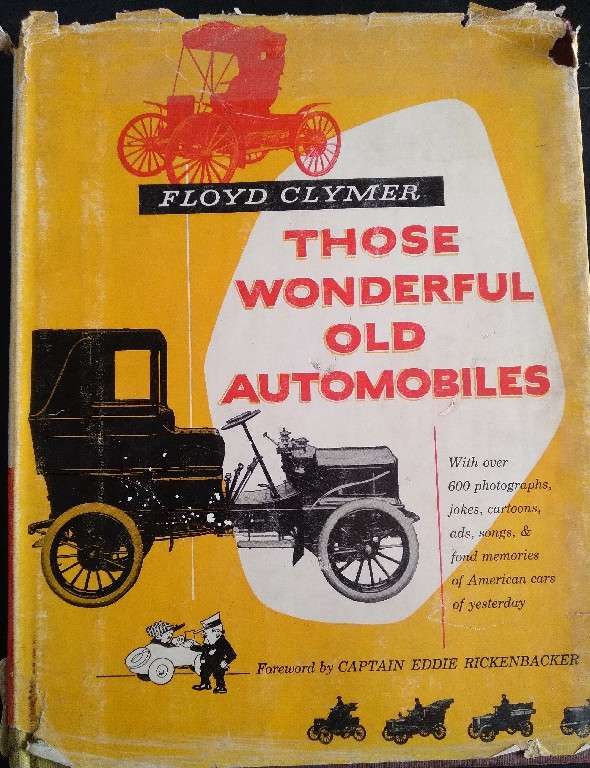 FLOYD CLYMER
THOSE
WONDERFUL
OLD
AUTOMOBILES
With over
600 photographs,
jokes, cartoons,
ads, songs, &
fond memories
of American cars
of yesterday
Foreword by CAPTAIN EDDIE RICKENBACKER